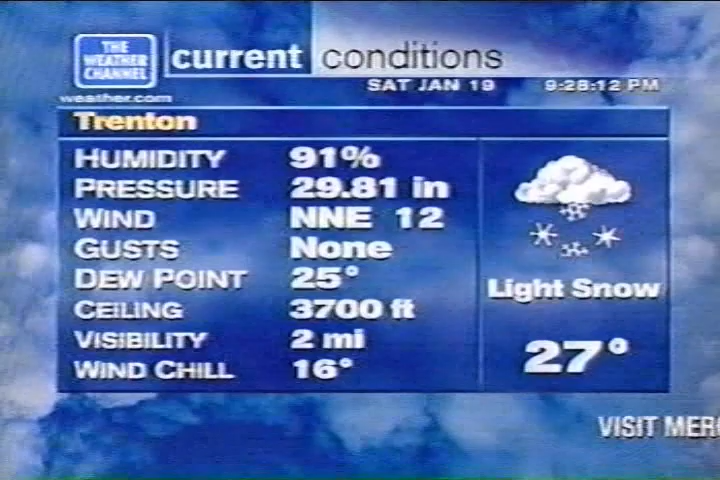 THE
WEATHER
CHANNEL
weather.com
current conditions
SAT JAN 19 9:28:12 PM
Trenton
HUMIDITY 91%
PRESSURE 29.81 in
WIND NNE 12
GUSTS None
DEW POINT 25°
CEILING 3700 ft
VISIBILITY 2 mi
WIND CHILL 16°
Light Snow
27°
VISIT MERC